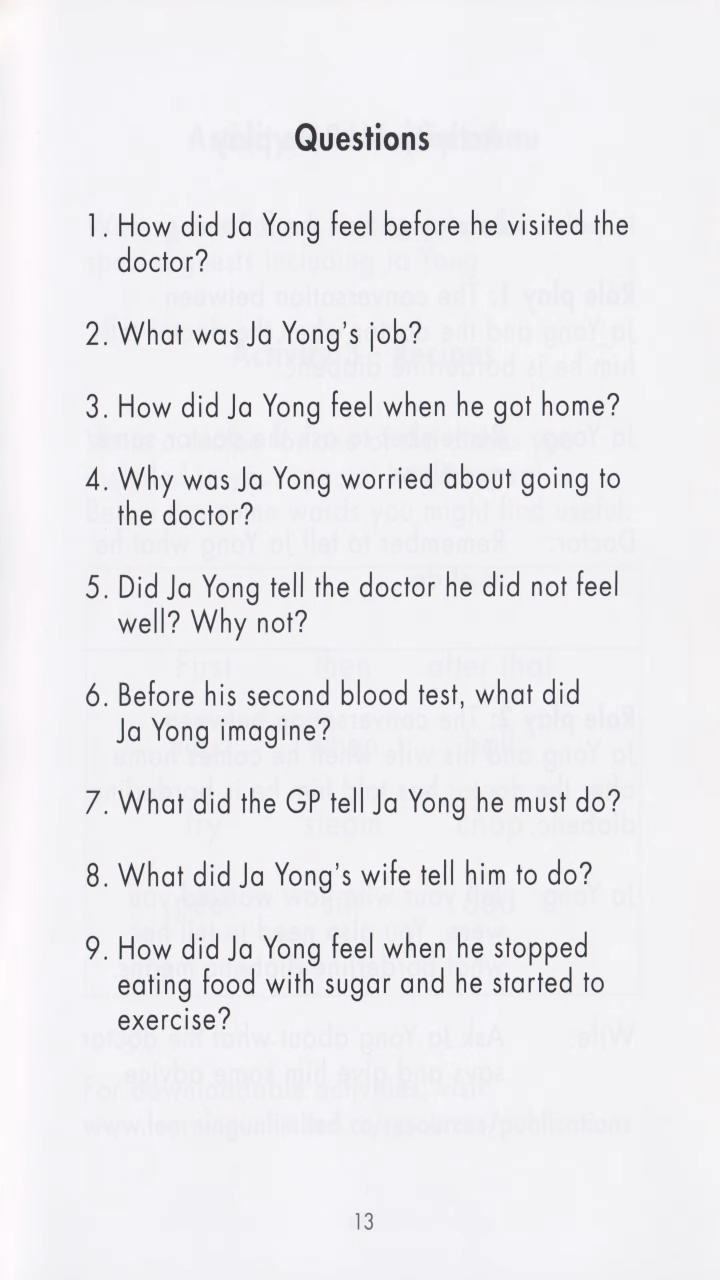 Questions
1. How did Ja Yong feel before he visited the
doctor?
2. What was Ja Yong's job?
3. How did Ja Yong feel when he got home?
4. Why was Ja Yong worried about going to
the doctor?
5. Did Ja Yong tell the doctor he did not feel
well? Why not?
6. Before his second blood test, what did
Ja Yong imagine?
7. What did the GP tell Ja Yong he must do?
8. What did Ja Yong's wife tell him to do?
9. How did Ja Yong feel when he stopped
eating food with sugar and he started to
exercise?
13